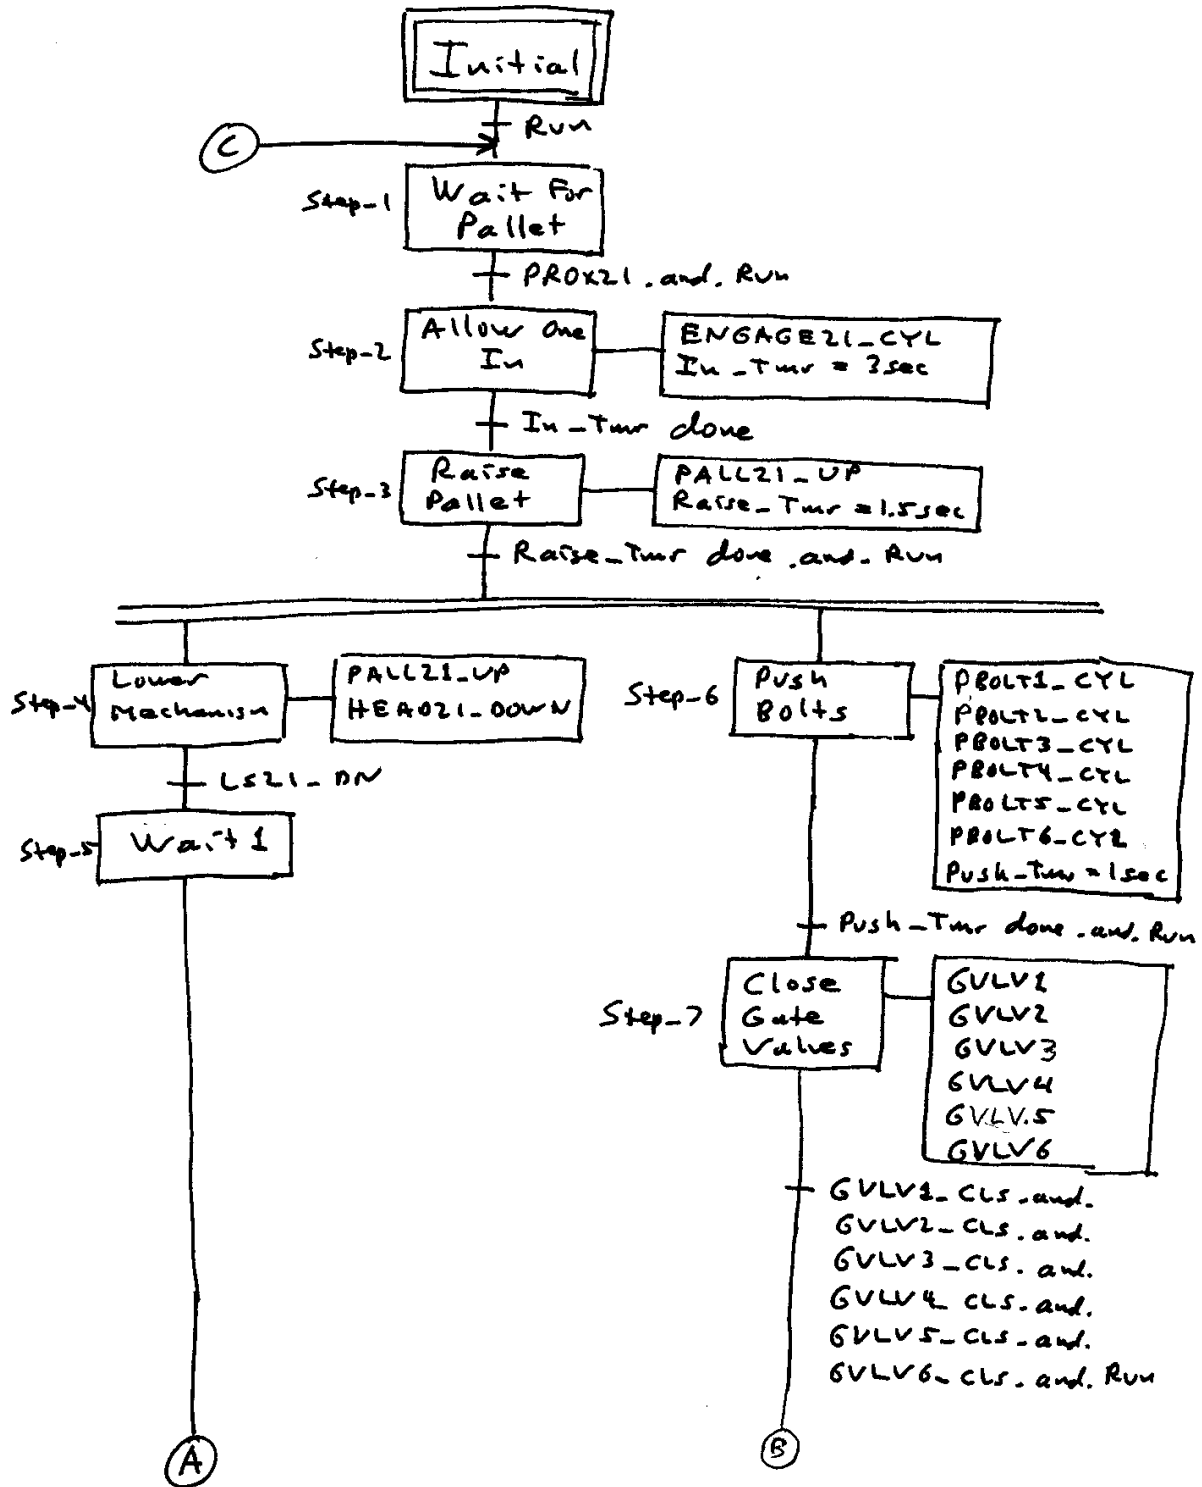 Initial
Run
C
Step-1
Wait For
Pallet
PROX21 .and. Run
Step-2
Allow One
In
ENGAGE21_CYL
In_Tmr = 3sec
In_Tmr done
Step-3
Raise
Pallet
PALL21_UP
Raise_Tmr = 1.5sec
Raise_Tmr done .and. Run
Step-4
Lower
Mechanism
PALL21_UP
HEAD21_DOWN
LS21_DN
Step-5
Wait 1
A
Step-6
Push
Bolts
PBOLT1_CYL
PBOLT2_CYL
PBOLT3_CYL
PBOLT4_CYL
PBOLT5_CYL
PBOLT6_CYL
Push_Tmr = 1sec
Push_Tmr done .and. Run
Step-7
Close
Gate
Valves
GVLV1
GVLV2
GVLV3
GVLV4
GVLV5
GVLV6
GVLV1_CLS .and.
GVLV2_CLS .and.
GVLV3_CLS .and.
GVLV4_CLS .and.
GVLV5_CLS .and.
GVLV6_CLS .and. Run
B